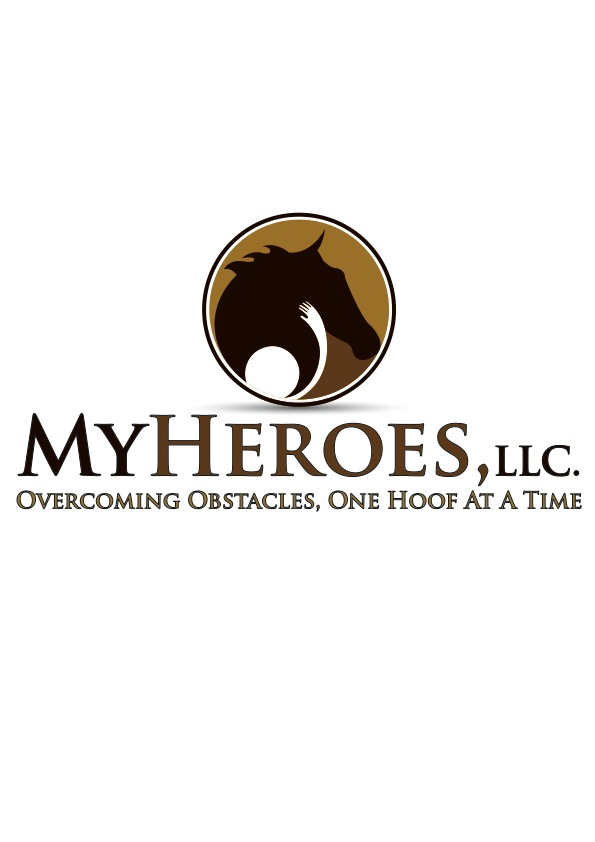 MYHEROES, LLC.
OVERCOMING OBSTACLES, ONE HOOF AT A TIME